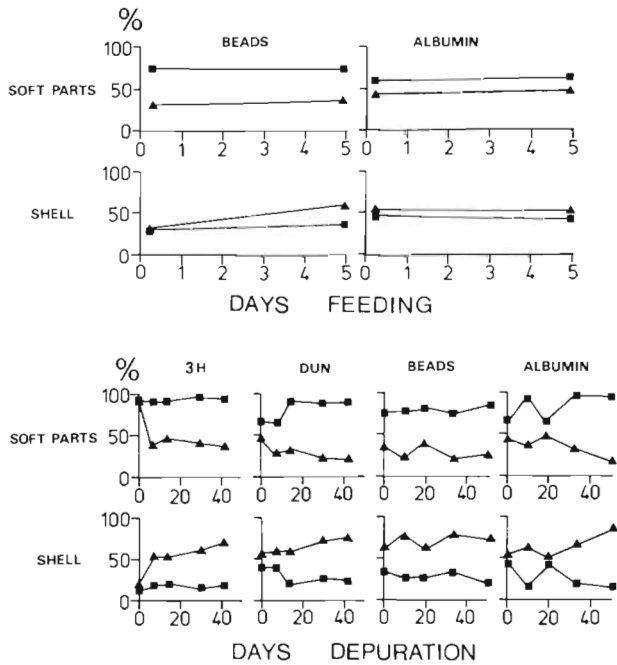 % BEADS ALBUMIN
100
SOFT PARTS 50
0
0 1 2 3 4 5 0 1 2 3 4 5
100
SHELL 50
0
0 1 2 3 4 5 0 1 2 3 4 5
DAYS FEEDING
% 3H DUN BEADS ALBUMIN
100
SOFT PARTS 50
0
0 20 40 0 20 40 0 20 40 0 20 40
100
SHELL 50
0
0 20 40 0 20 40 0 20 40 0 20 40
DAYS DEPURATION